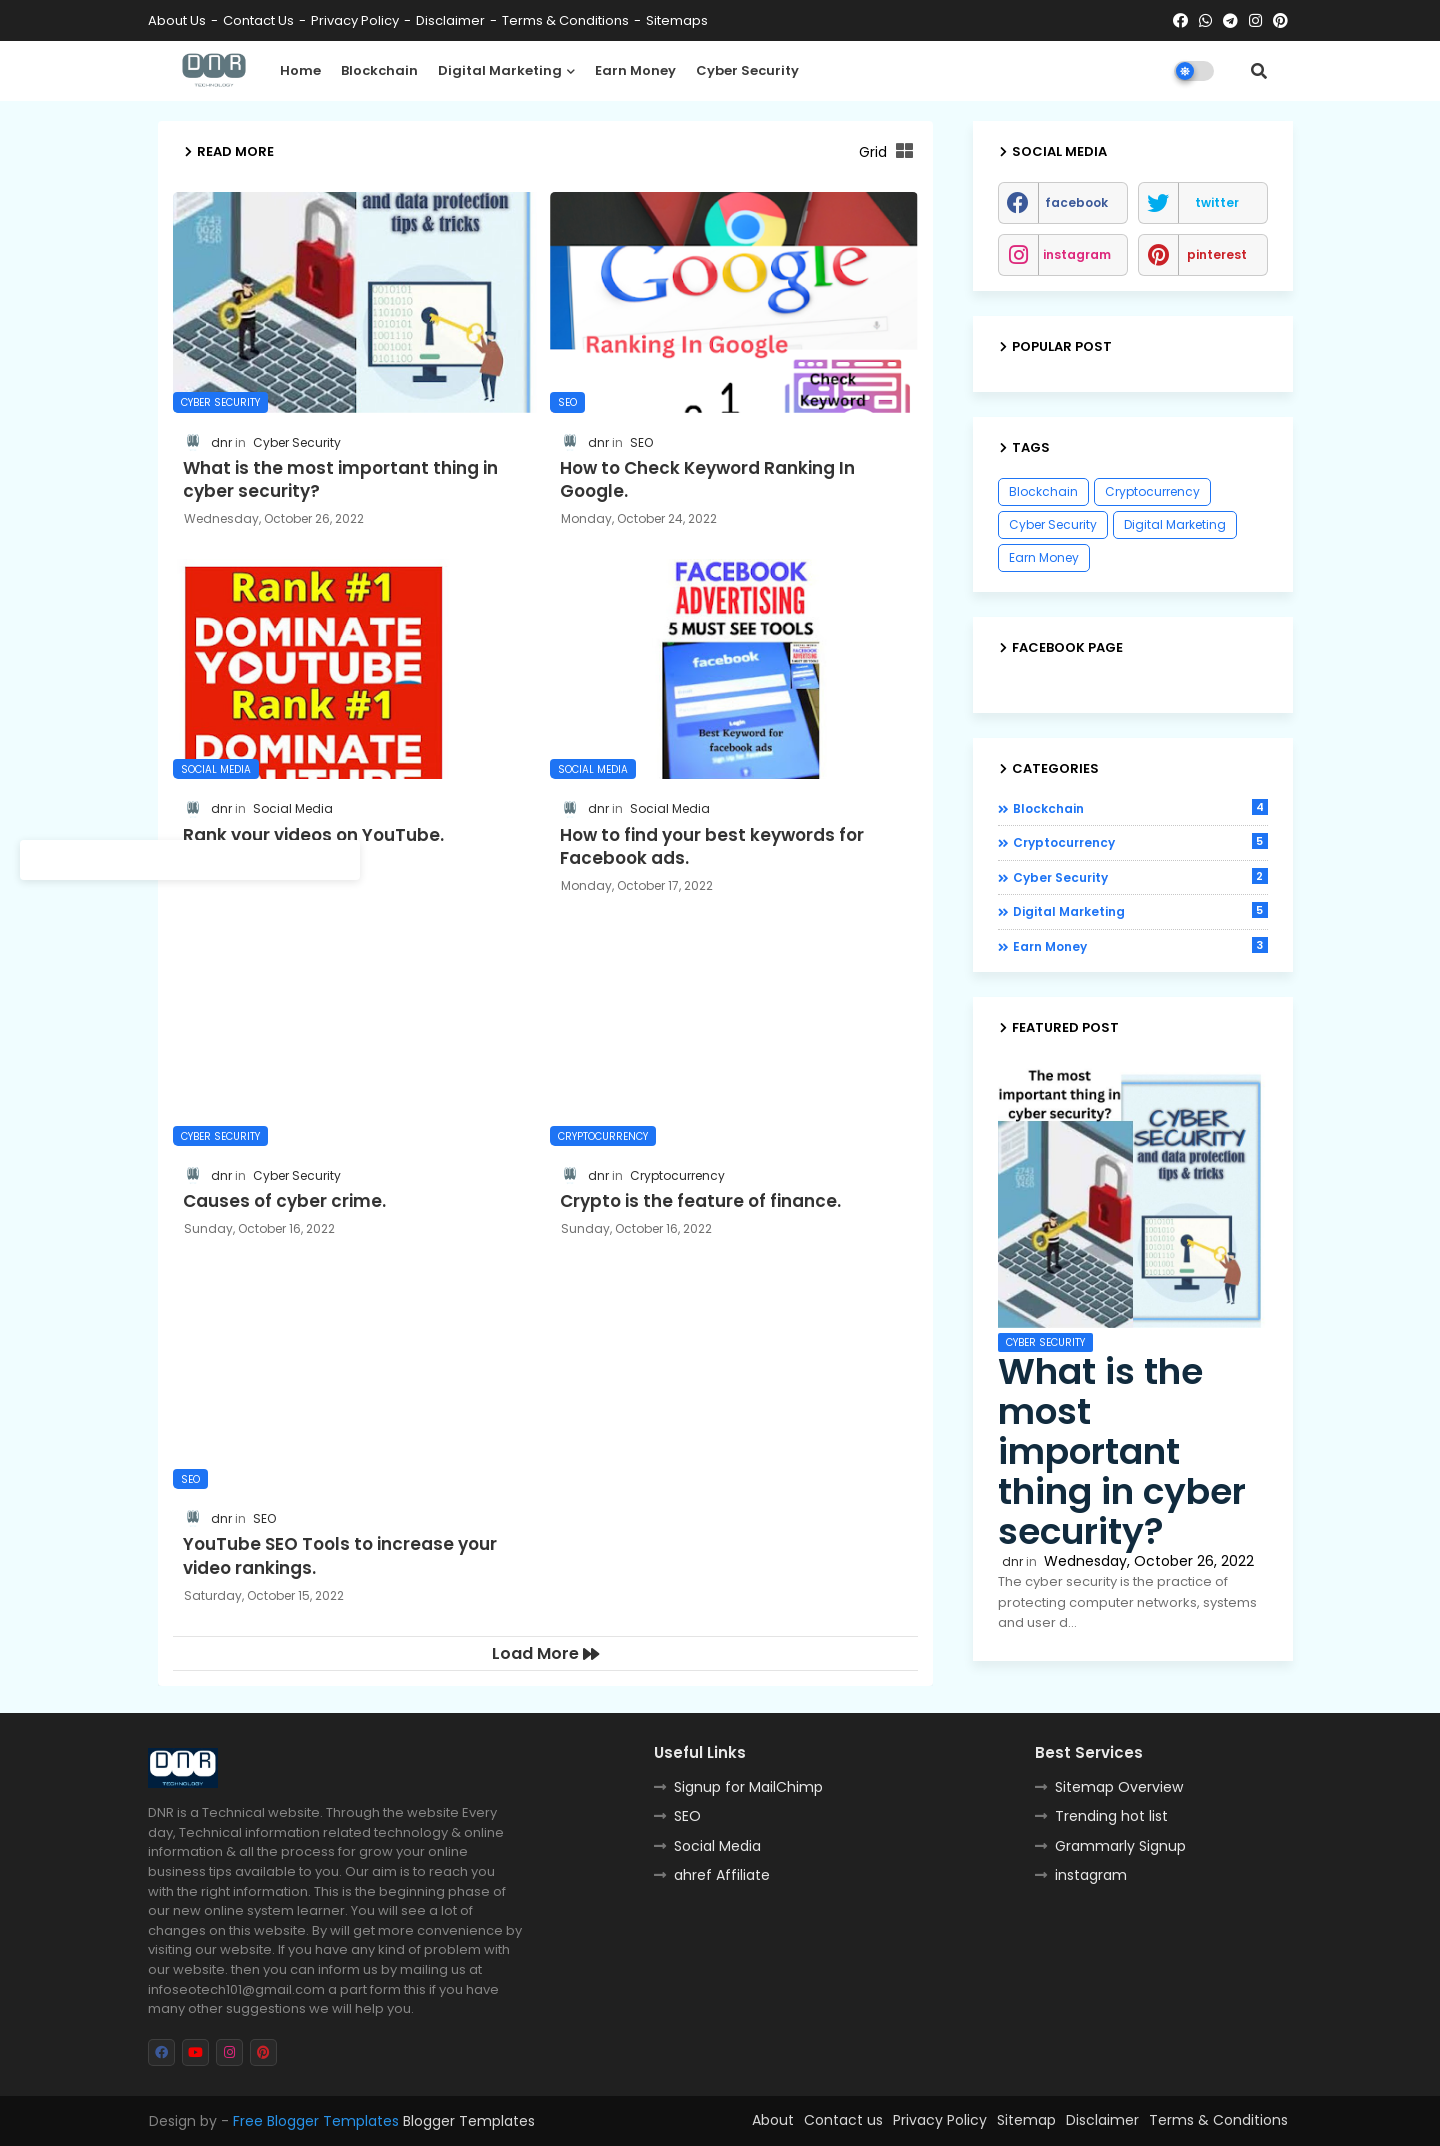 About Us - Contact Us - Privacy Policy - Disclaimer - Terms & Conditions - Sitemaps
DNR
TECHNOLOGY
Home Blockchain Digital Marketing Earn Money Cyber Security
READ MORE
Grid
and data protection
tips & tricks
CYBER SECURITY
dnr in Cyber Security
What is the most important thing in
cyber security?
Wednesday, October 26, 2022
Google
Ranking In Google
1
Check
Keyword
SEO
dnr in SEO
How to Check Keyword Ranking In
Google.
Monday, October 24, 2022
Rank #1
DOMINATE
YOUTUBE
Rank #1
DOMINATE
YOUTUBE
SOCIAL MEDIA
dnr in Social Media
Rank your videos on YouTube.
FACEBOOK
ADVERTISING
5 MUST SEE TOOLS
facebook
Login
Best Keyword for
facebook ads
SOCIAL MEDIA
dnr in Social Media
How to find your best keywords for
Facebook ads.
Monday, October 17, 2022
CYBER SECURITY
dnr in Cyber Security
Causes of cyber crime.
Sunday, October 16, 2022
CRYPTOCURRENCY
dnr in Cryptocurrency
Crypto is the feature of finance.
Sunday, October 16, 2022
SEO
dnr in SEO
YouTube SEO Tools to increase your
video rankings.
Saturday, October 15, 2022
Load More
SOCIAL MEDIA
facebook twitter
instagram pinterest
POPULAR POST
TAGS
Blockchain Cryptocurrency
Cyber Security Digital Marketing
Earn Money
FACEBOOK PAGE
CATEGORIES
Blockchain 4
Cryptocurrency 5
Cyber Security 2
Digital Marketing 5
Earn Money 3
FEATURED POST
The most
important thing in
cyber security?
CYBER
SECURITY
and data protection
tips & tricks
CYBER SECURITY
What is the
most
important
thing in cyber
security?
dnr in Wednesday, October 26, 2022
The cyber security is the practice of
protecting computer networks, systems
and user d...
DNR
TECHNOLOGY
DNR is a Technical website. Through the website Every
day, Technical information related technology & online
information & all the process for grow your online
business tips available to you. Our aim is to reach you
with the right information. This is the beginning phase of
our new online system learner. You will see a lot of
changes on this website. By will get more convenience by
visiting our website. If you have any kind of problem with
our website. then you can inform us by mailing us at
infoseotech101@gmail.com a part form this if you have
many other suggestions we will help you.
Useful Links
Signup for MailChimp
SEO
Social Media
ahref Affiliate
Best Services
Sitemap Overview
Trending hot list
Grammarly Signup
instagram
Design by - Free Blogger Templates Blogger Templates
About Contact us Privacy Policy Sitemap Disclaimer Terms & Conditions